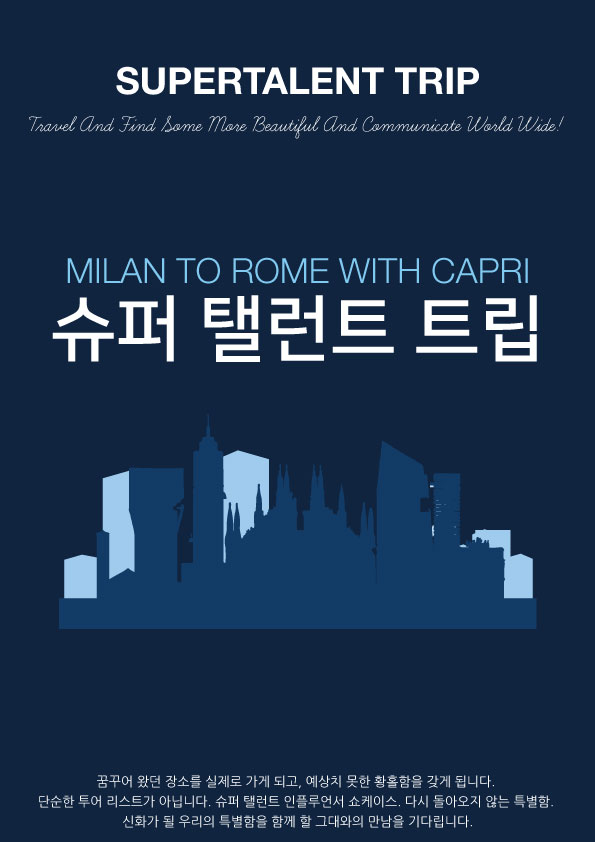 SUPERTALENT TRIP
Travel And Find Some More Beautiful And Communicate World Wide!
MILAN TO ROME WITH CAPRI
슈퍼 탤런트 트립
꿈꾸어 왔던 장소를 실제로 가게 되고, 예상치 못한 황홀함을 갖게 됩니다.
단순한 투어 리스트가 아닙니다. 슈퍼 탤런트 인플루언서 쇼케이스. 다시 돌아오지 않는 특별함.
신화가 될 우리의 특별함을 함께 할 그대와의 만남을 기다립니다.